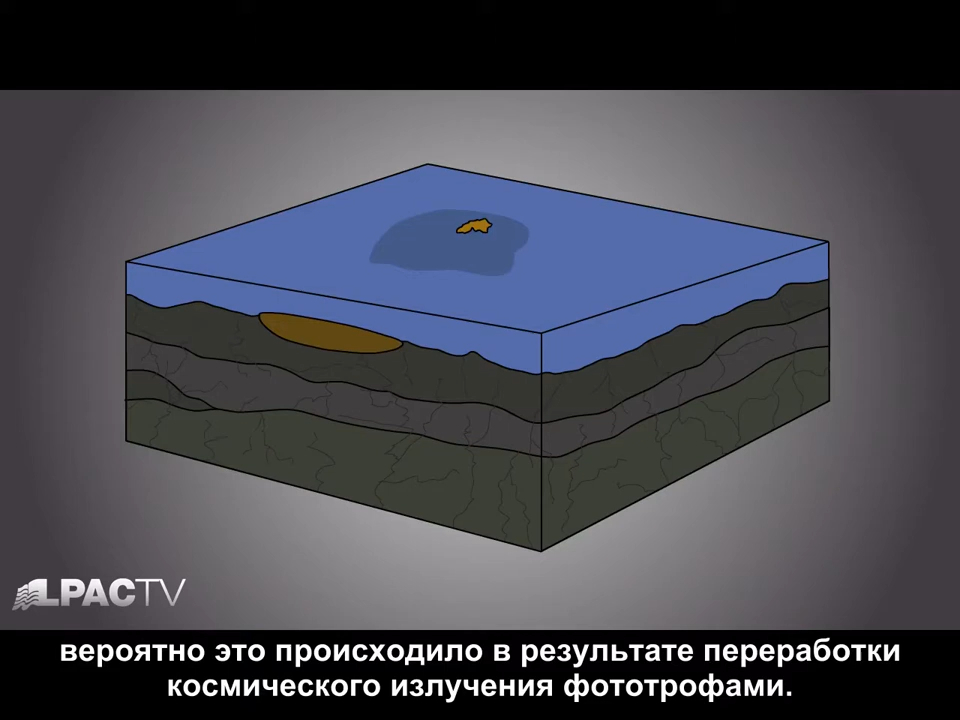 LPACTV
вероятно это происходило в результате переработки
космического излучения фототрофами.